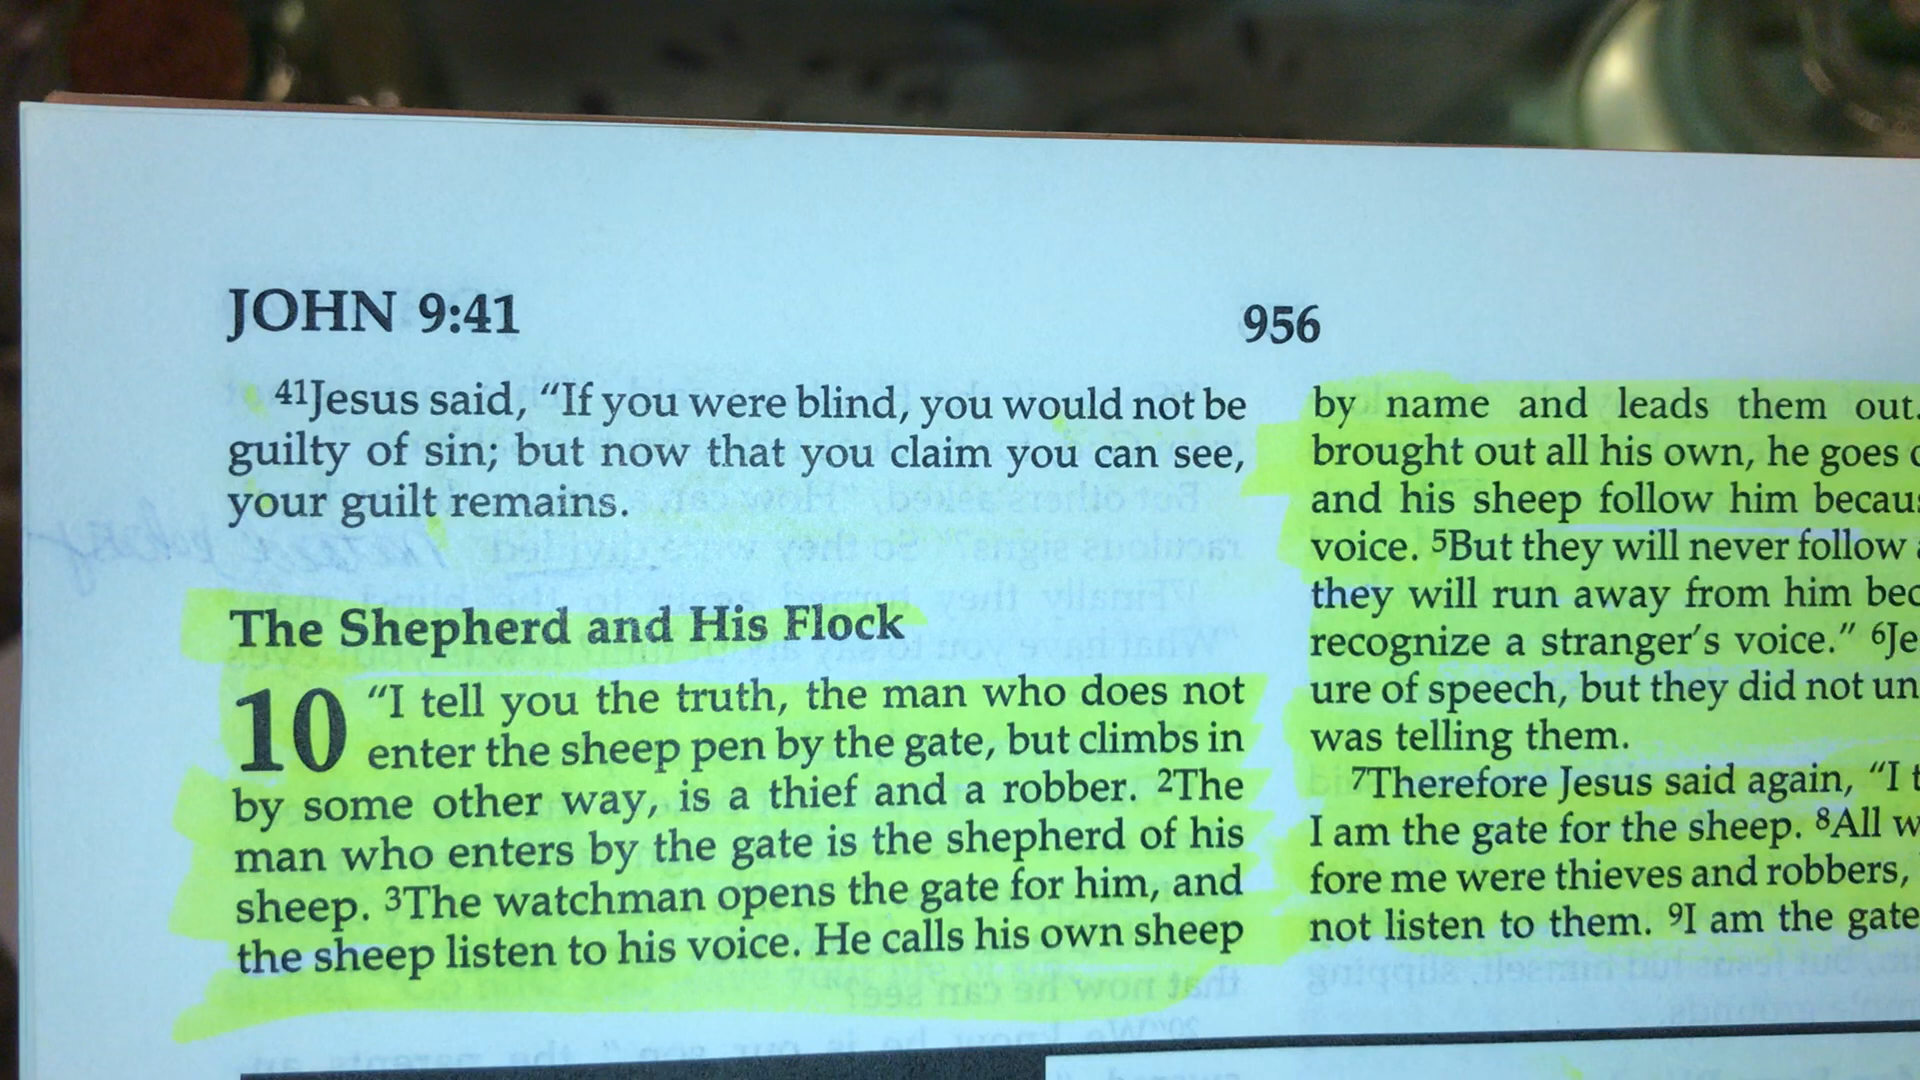 JOHN 9:41
956
41Jesus said, “If you were blind, you would not be
guilty of sin; but now that you claim you can see,
your guilt remains.
The Shepherd and His Flock
10 “I tell you the truth, the man who does not
enter the sheep pen by the gate, but climbs in
by some other way, is a thief and a robber. 2The
man who enters by the gate is the shepherd of his
sheep. 3The watchman opens the gate for him, and
the sheep listen to his voice. He calls his own sheep
by name and leads them out.
brought out all his own, he goes
and his sheep follow him becaus
voice. 5But they will never follow
they will run away from him bec
recognize a stranger’s voice.” 6Je
ure of speech, but they did not un
was telling them.
7Therefore Jesus said again, “I t
I am the gate for the sheep. 8All w
fore me were thieves and robbers,
not listen to them. 9I am the gate